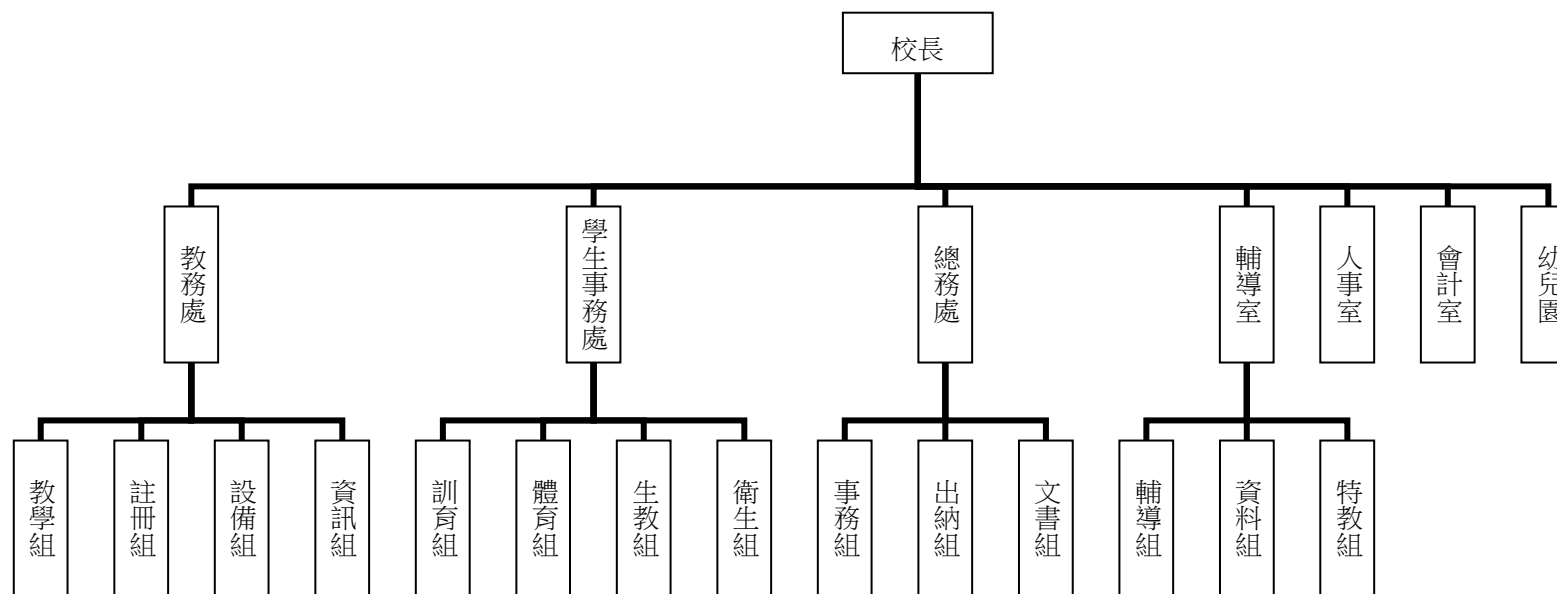 校長
教務處
學生事務處
總務處
輔導室
人事室
會計室
幼兒園
教學組
註冊組
設備組
資訊組
訓育組
體育組
生教組
衛生組
事務組
出納組
文書組
輔導組
資料組
特教組